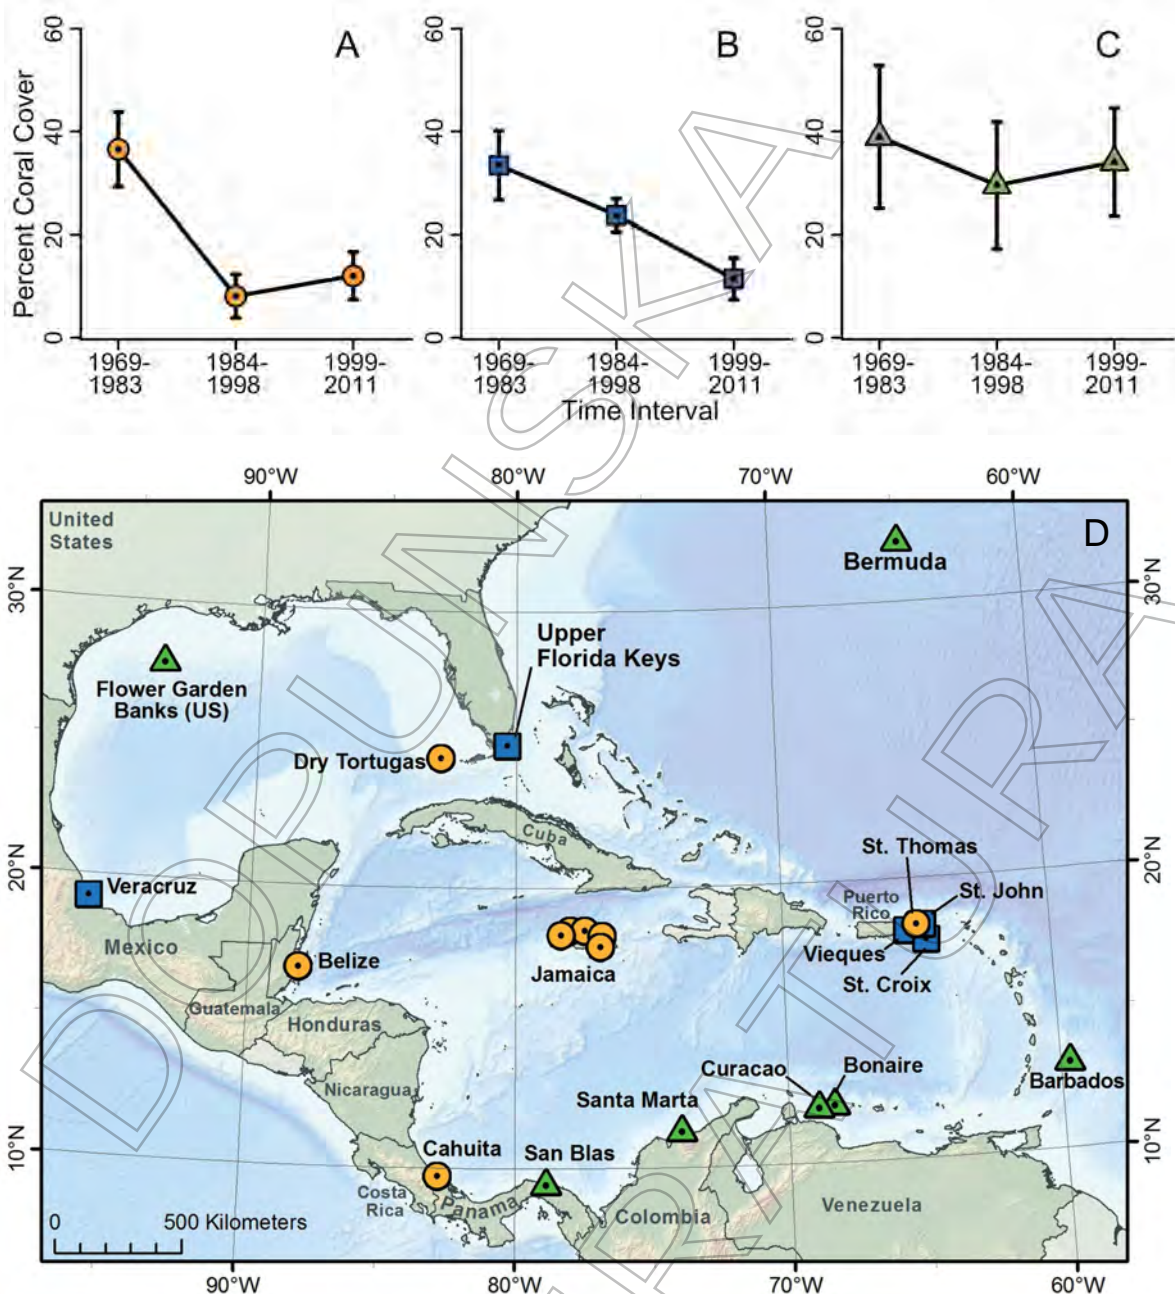 A
B
C
Percent Coral Cover
60
40
20
0
60
40
20
0
60
40
20
0
1969-
1983
1984-
1998
1999-
2011
1969-
1983
1984-
1998
1999-
2011
1969-
1983
1984-
1998
1999-
2011
Time Interval
90°W
80°W
70°W
60°W
United
States
D
Bermuda
30°N
30°N
Upper
Florida Keys
Flower Garden
Banks (US)
Dry Tortugas
Cuba
St. Thomas
20°N
20°N
Veracruz
St. John
Puerto
Rico
Mexico
Belize
Jamaica
Vieques
St. Croix
Guatemala
Honduras
Curacao
Bonaire
Nicaragua
Barbados
Santa Marta
10°N
10°N
Cahuita
San Blas
Costa
Rica
Panama
Colombia
Venezuela
0
500 Kilometers
90°W
80°W
70°W
60°W